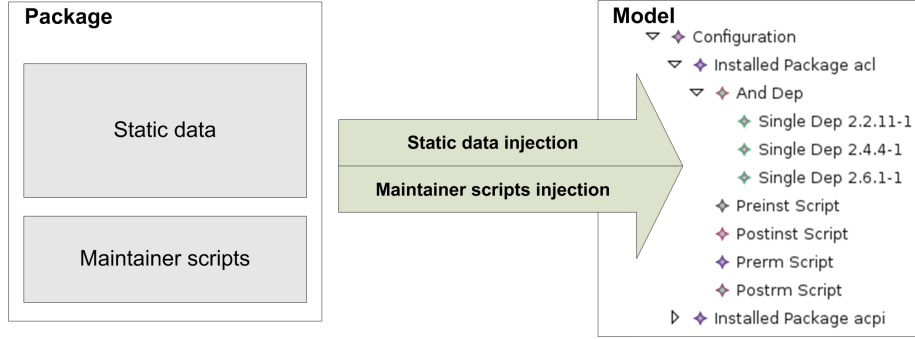 Package
Static data
Maintainer scripts
Static data injection
Maintainer scripts injection
Model
Configuration
Installed Package acl
And Dep
Single Dep 2.2.11-1
Single Dep 2.4.4-1
Single Dep 2.6.1-1
Preinst Script
Postinst Script
Prerm Script
Postrm Script
Installed Package acpi